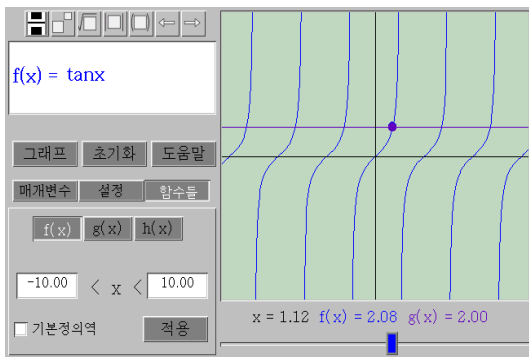 f(x) = tanx
그래프 초기화 도움말
매개변수 설정 함수들
f(x) g(x) h(x)
-10.00 < x < 10.00
기본정의역 적용
x = 1.12 f(x) = 2.08 g(x) = 2.00